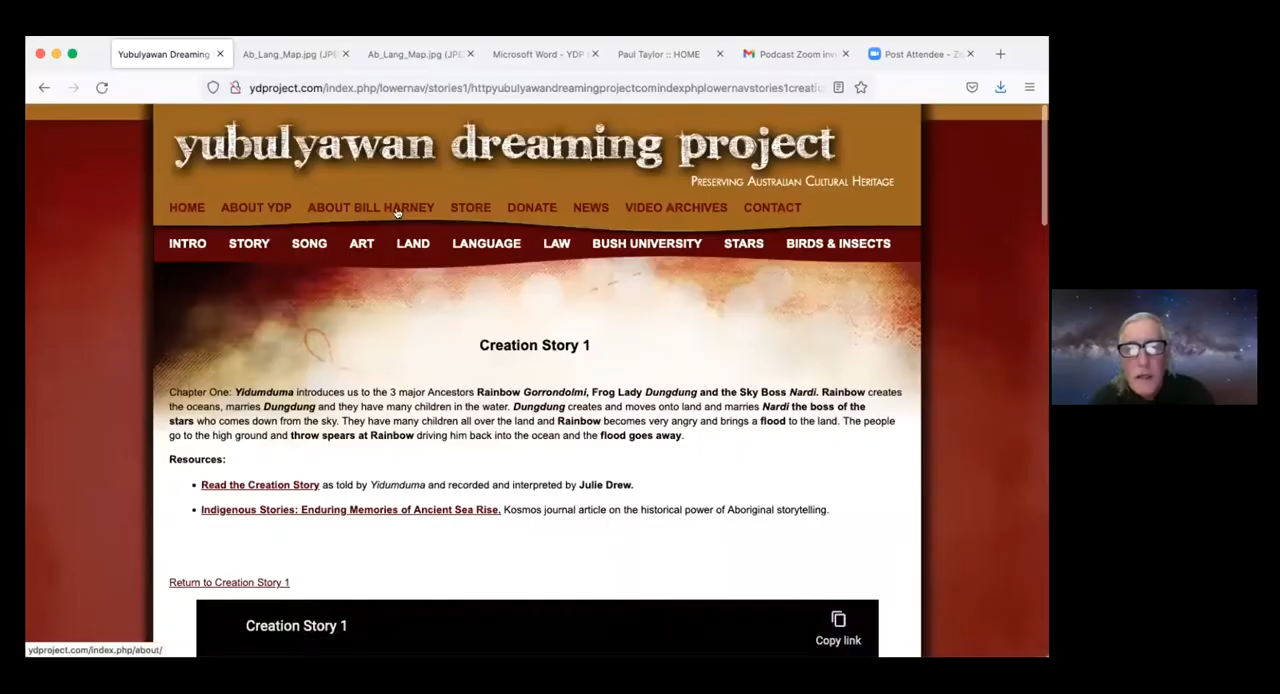 Yubulyawan Dreaming
Ab_Lang_Map.jpg (JPE
Ab_Lang_Map.jpg (JPE
Microsoft Word - YDP
Paul Taylor :: HOME
Podcast Zoom inv
Post Attendee - Z
ydproject.com/index.php/lowernav/stories1/httpyubulyawandreamingprojectcomindexphplowernavstories1creatio
yubulyawan dreaming project
Preserving Australian Cultural Heritage
HOME ABOUT YDP ABOUT BILL HARNEY STORE DONATE NEWS VIDEO ARCHIVES CONTACT
INTRO STORY SONG ART LAND LANGUAGE LAW BUSH UNIVERSITY STARS BIRDS & INSECTS
Creation Story 1
Chapter One: Yidumduma introduces us to the 3 major Ancestors Rainbow Gorrondolmi, Frog Lady Dungdung and the Sky Boss Nardi. Rainbow creates
the oceans, marries Dungdung and they have many children in the water. Dungdung creates and moves onto land and marries Nardi the boss of the
stars who comes down from the sky. They have many children all over the land and Rainbow becomes very angry and brings a flood to the land. The people
go to the high ground and throw spears at Rainbow driving him back into the ocean and the flood goes away.
Resources:
• Read the Creation Story as told by Yidumduma and recorded and interpreted by Julie Drew.
• Indigenous Stories: Enduring Memories of Ancient Sea Rise. Kosmos journal article on the historical power of Aboriginal storytelling.
Return to Creation Story 1
Creation Story 1
Copy link
ydproject.com/index.php/about/